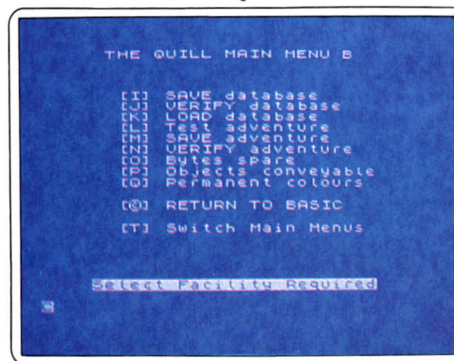 THE QUILL MAIN MENU B
[I] SAVE database
[J] VERIFY database
[K] LOAD database
[L] Test adventure
[M] SAVE adventure
[N] VERIFY adventure
[O] Bytes spare
[P] Objects conveyable
[Q] Permanent colours
[©] RETURN TO BASIC
[T] Switch Main Menus
Select Facility Required